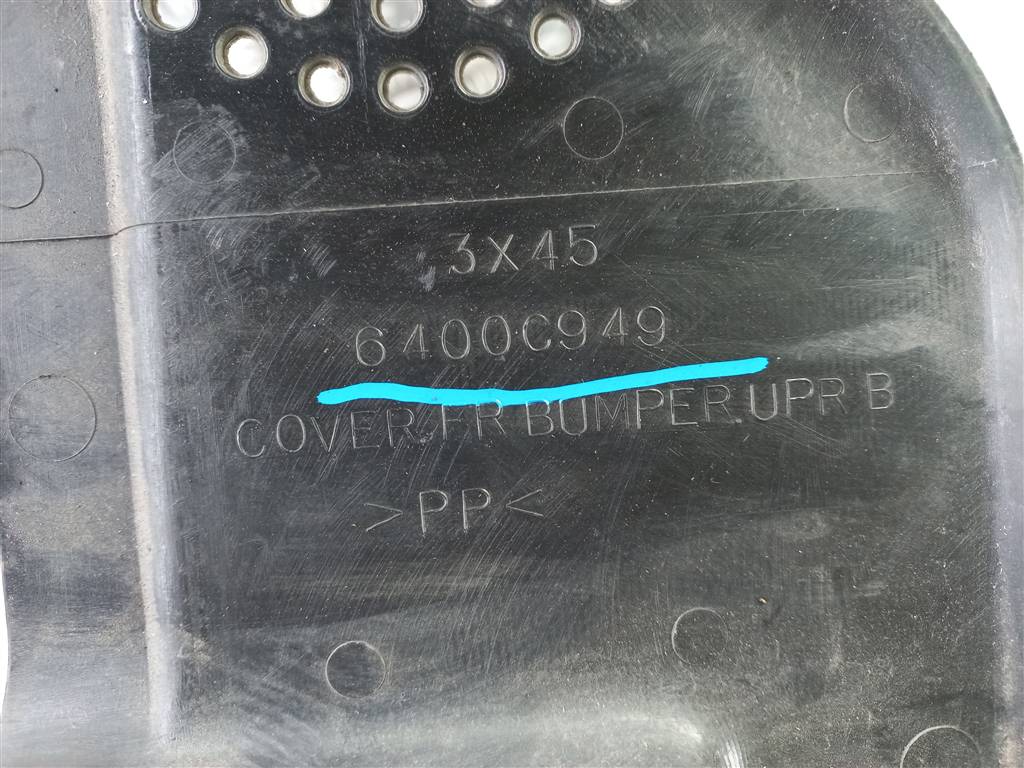 3X45
6400C949
COVER,FR BUMPER,UPR B
>PP<